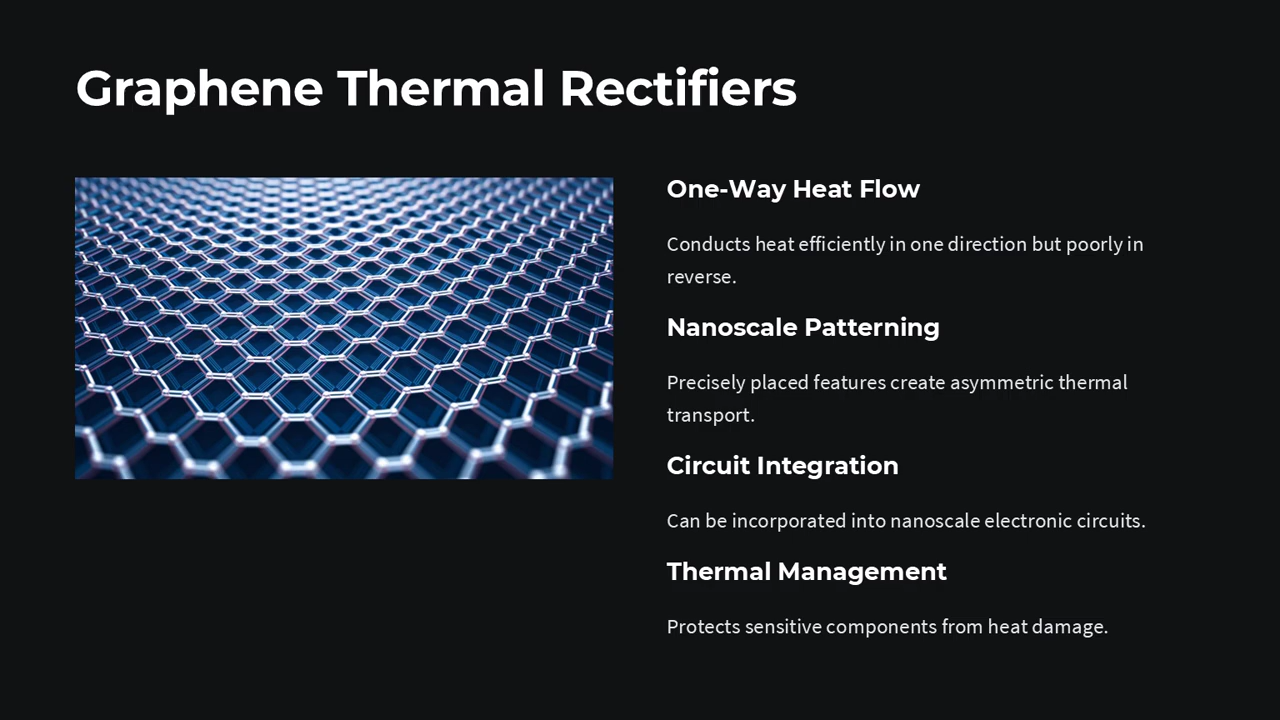 Graphene Thermal Rectifiers
One-Way Heat Flow
Conducts heat efficiently in one direction but poorly in
reverse.
Nanoscale Patterning
Precisely placed features create asymmetric thermal
transport.
Circuit Integration
Can be incorporated into nanoscale electronic circuits.
Thermal Management
Protects sensitive components from heat damage.